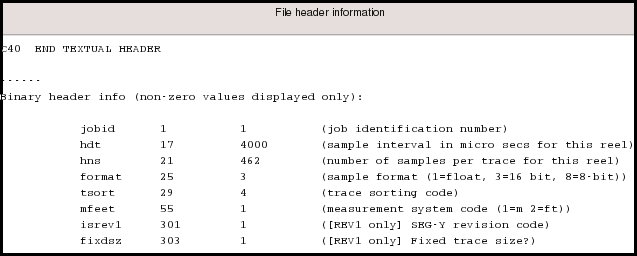 File header information
C40 END TEXTUAL HEADER
------
Binary header info (non-zero values displayed only):
jobid 1 1 (job identification number)
hdt 17 4000 (sample interval in micro secs for this reel)
hns 21 462 (number of samples per trace for this reel)
format 25 3 (sample format (1=float, 3=16 bit, 8=8-bit))
tsort 29 4 (trace sorting code)
mfeet 55 1 (measurement system code (1=m 2=ft))
isrev1 301 1 ([REV1 only] SEG-Y revision code)
fixdsz 303 1 ([REV1 only] Fixed trace size?)